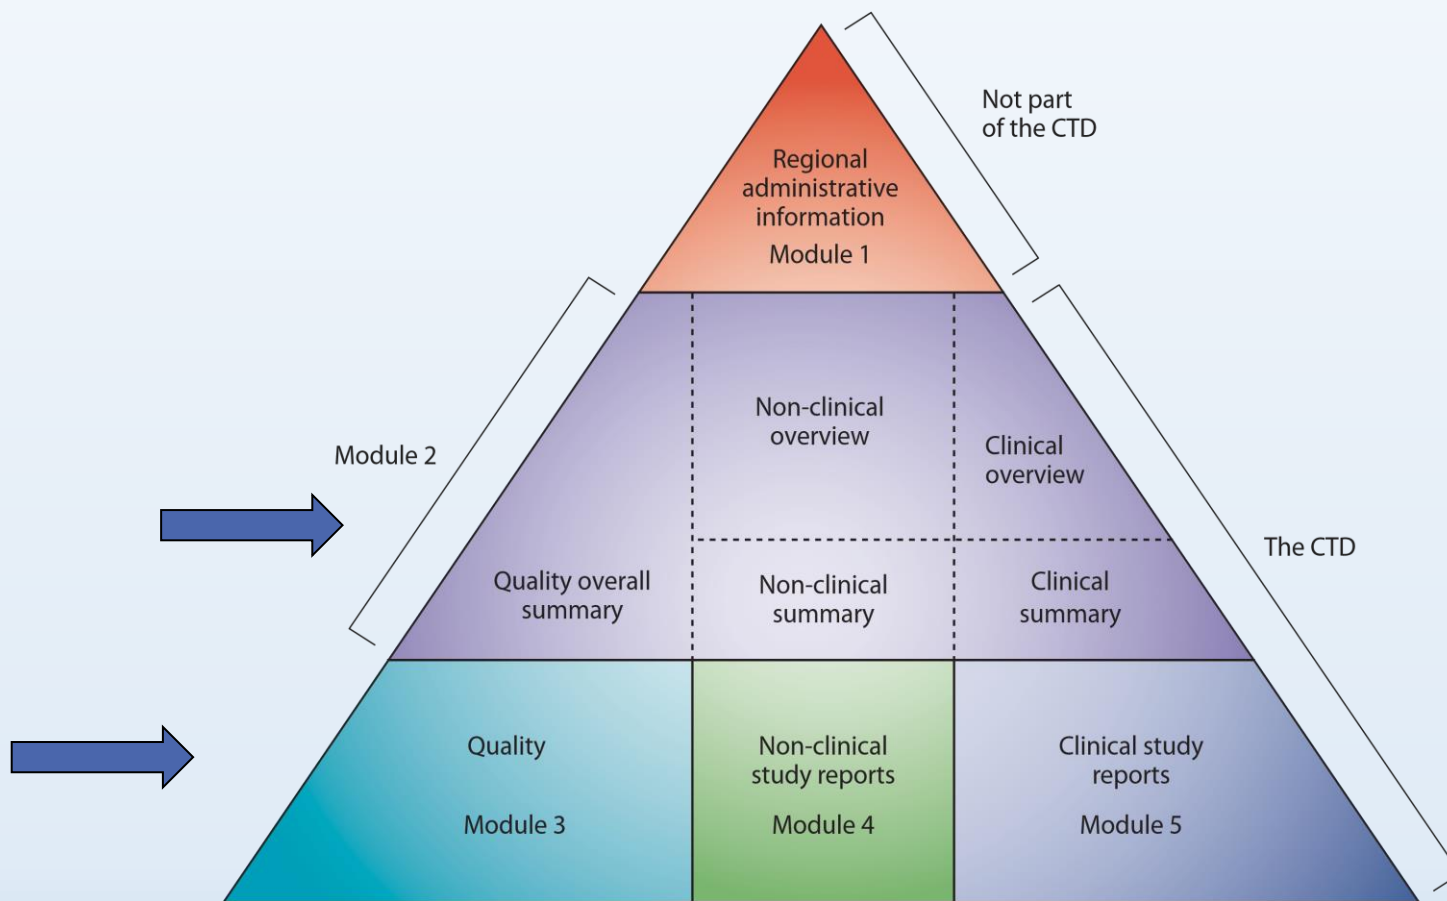 Not part
of the CTD
Regional
administrative
information
Module 1
Module 2
Non-clinical
overview
Clinical
overview
The CTD
Quality overall
summary
Non-clinical
summary
Clinical
summary
Quality
Module 3
Non-clinical
study reports
Module 4
Clinical study
reports
Module 5